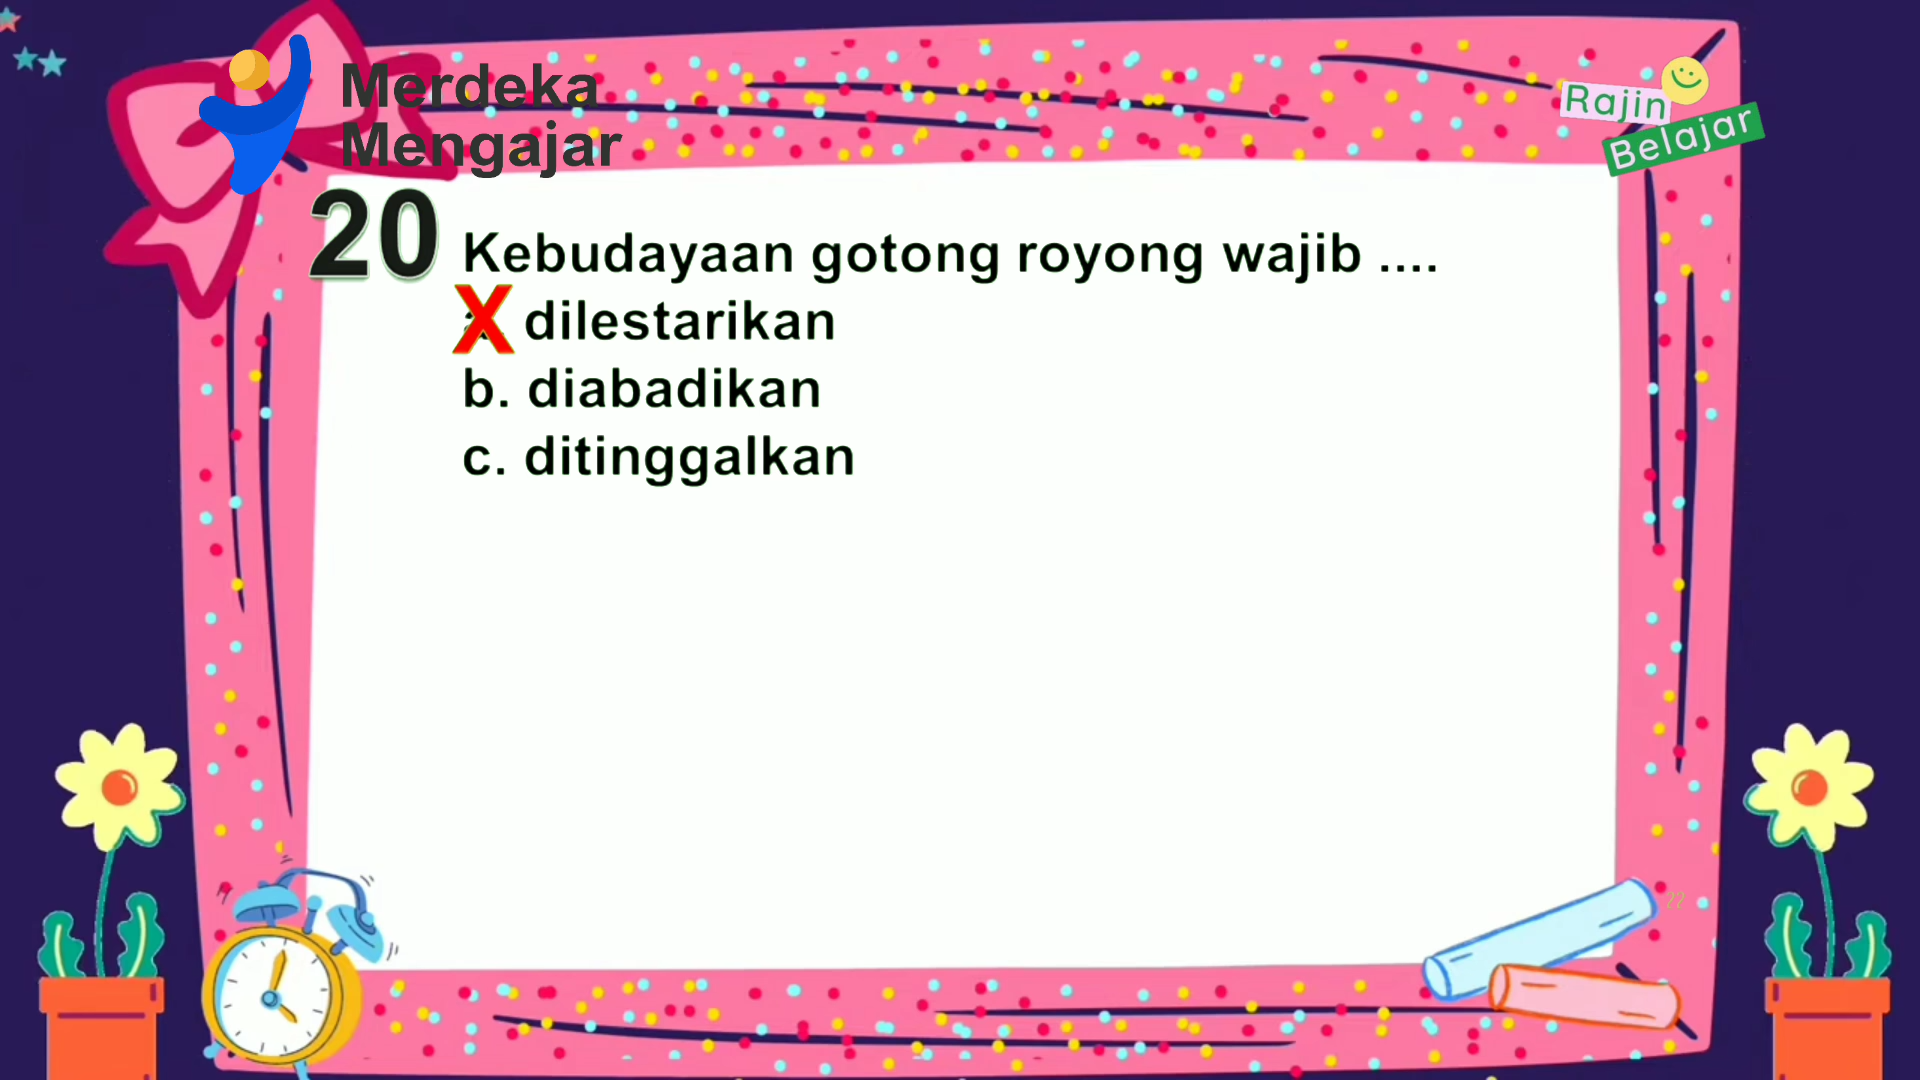 Merdeka
Mengajar
Rajin
Belajar
20
Kebudayaan gotong royong wajib ....
X dilestarikan
b. diabadikan
c. ditinggalkan